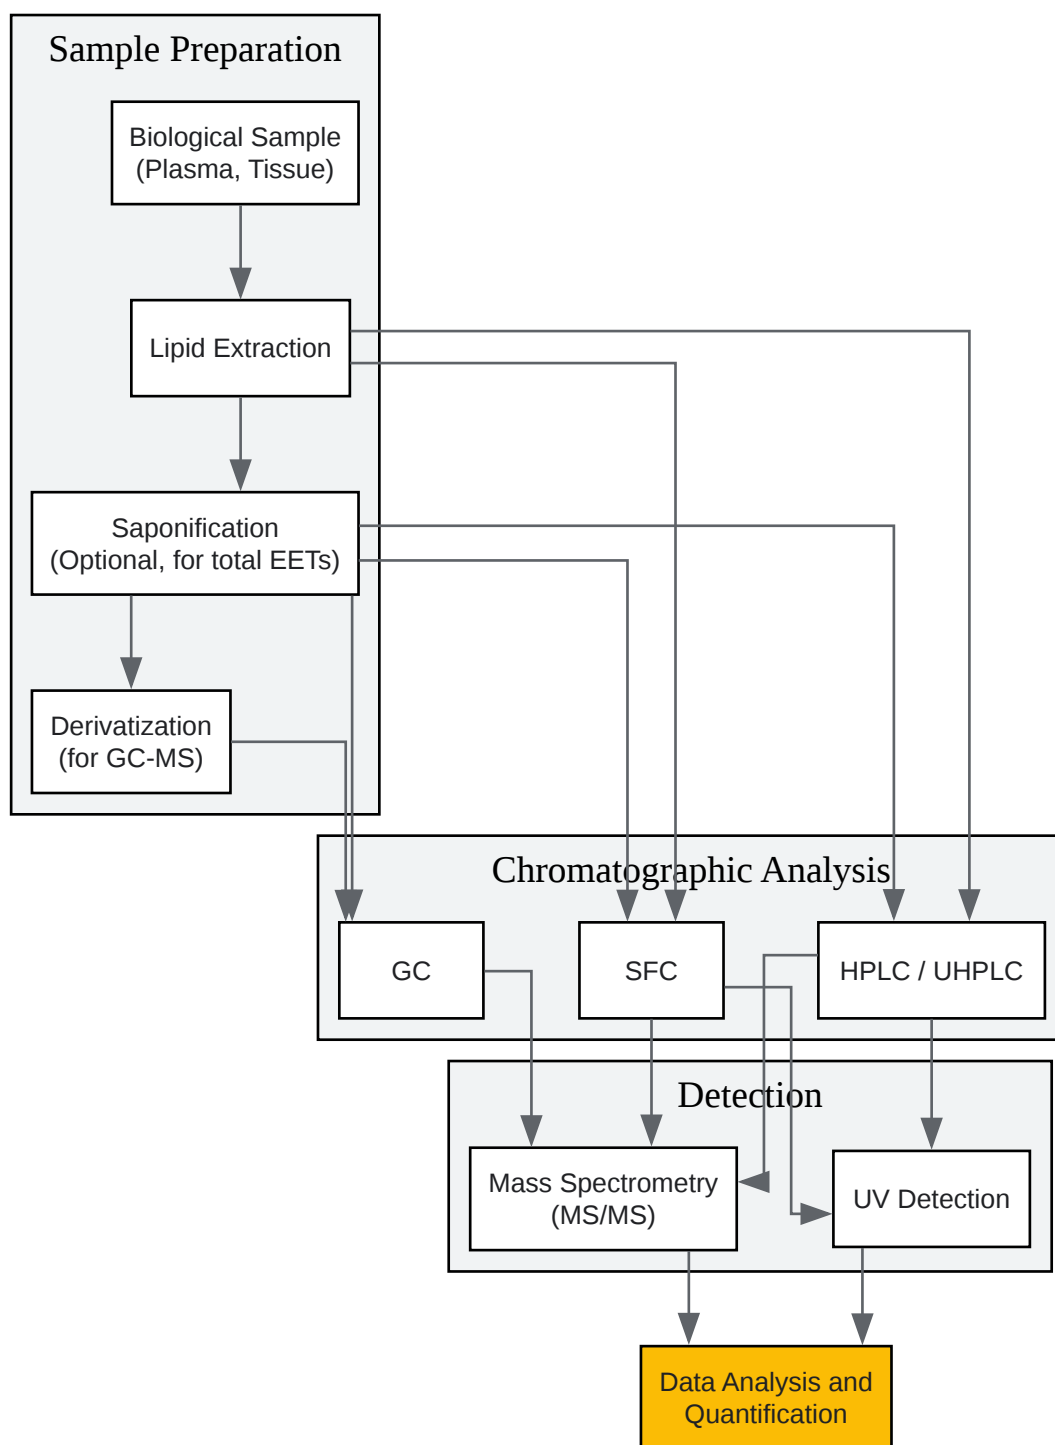 Sample Preparation
Biological Sample
(Plasma, Tissue)
Lipid Extraction
Saponification
(Optional, for total EETs)
Derivatization
(for GC-MS)
Chromatographic Analysis
GC
SFC
HPLC / UHPLC
Detection
Mass Spectrometry
(MS/MS)
UV Detection
Data Analysis and
Quantification